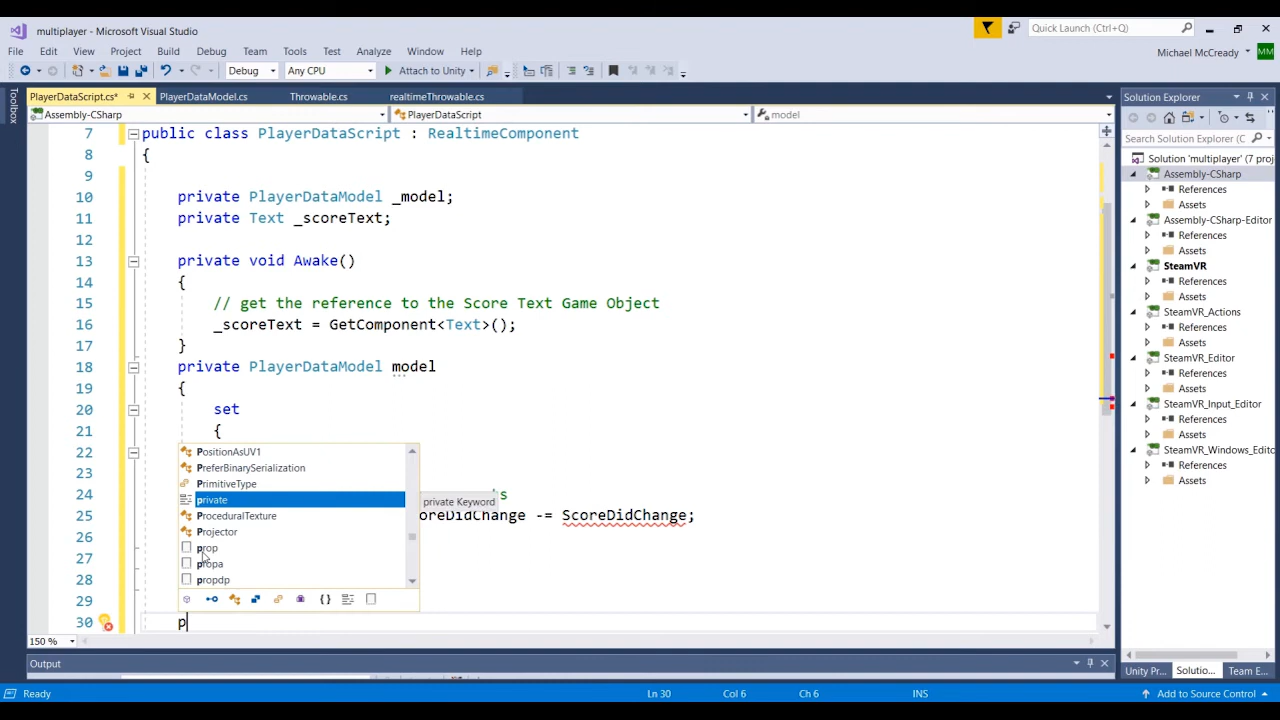 multiplayer - Microsoft Visual Studio
Quick Launch (Ctrl+Q)
File Edit View Project Build Debug Team Tools Test Analyze Window Help
Michael McCready MM
Debug Any CPU Attach to Unity
PlayerDataScript.cs* PlayerDataModel.cs Throwable.cs realtimeThrowable.cs
Assembly-CSharp PlayerDataScript model
Toolbox
7 public class PlayerDataScript : RealtimeComponent
8 {
9
10 private PlayerDataModel _model;
11 private Text _scoreText;
12
13 private void Awake()
14 {
15 // get the reference to the Score Text Game Object
16 _scoreText = GetComponent<Text>();
17 }
18 private PlayerDataModel model
19 {
20 set
21 {
22
23
24 s
25 oreDidChange -= ScoreDidChange;
26
27
28
29
30 p
PositionAsUV1
PreferBinarySerialization
PrimitiveType
private
private Keyword
ProceduralTexture
Projector
prop
propa
propdp
150 %
Output
Solution Explorer
Search Solution Explorer (C
Solution 'multiplayer' (7 proj
Assembly-CSharp
References
Assets
Assembly-CSharp-Editor
References
Assets
SteamVR
References
Assets
SteamVR_Actions
References
Assets
SteamVR_Editor
References
Assets
SteamVR_Input_Editor
References
Assets
SteamVR_Windows_Edito
References
Assets
Unity Pr... Solutio... Team E...
Ready Ln 30 Col 6 Ch 6 INS Add to Source Control